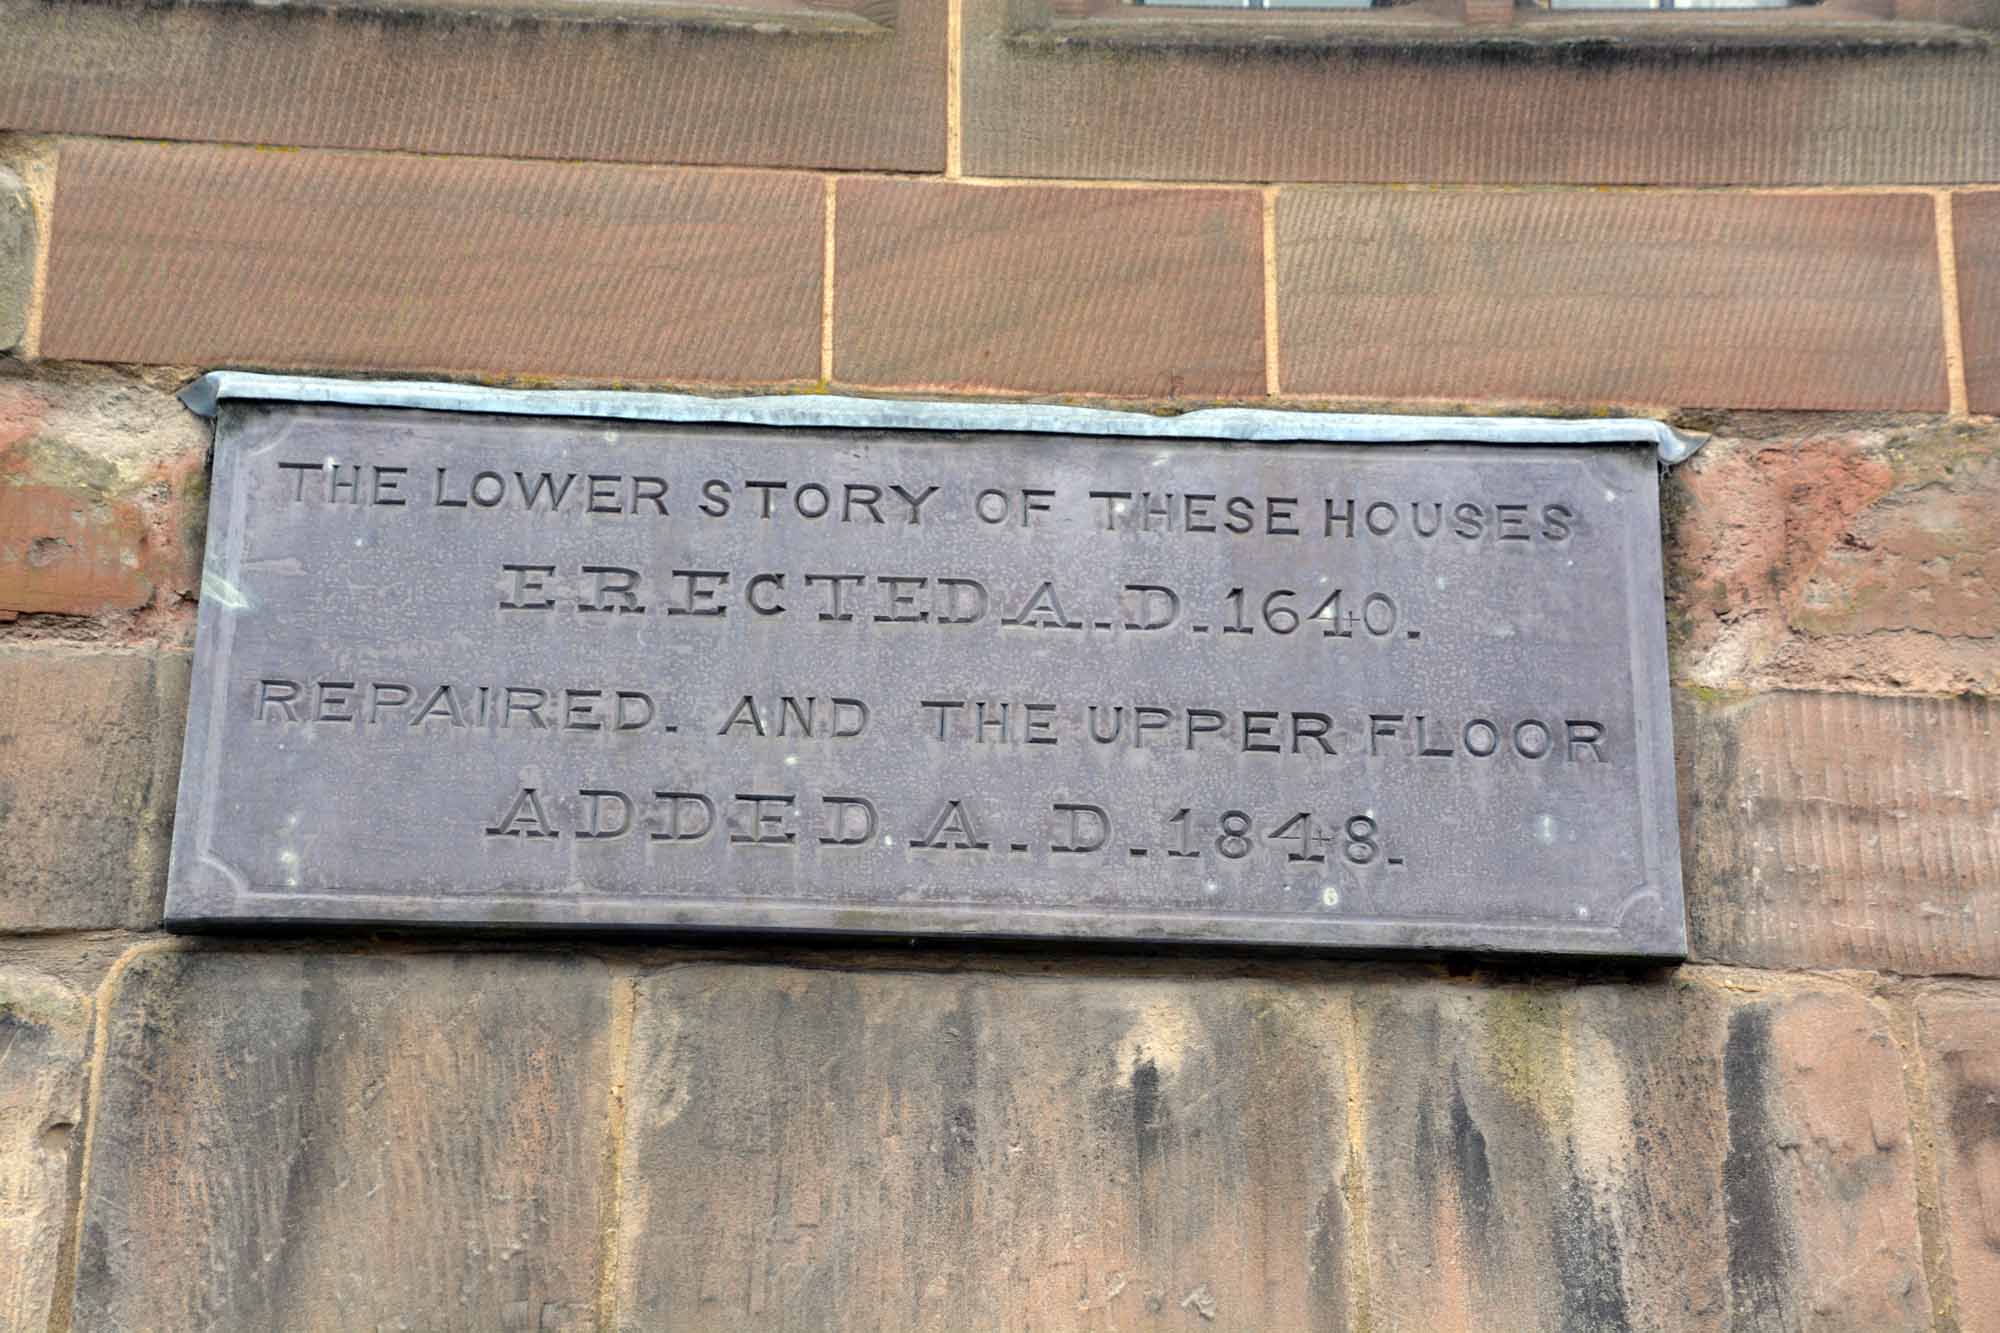 THE LOWER STORY OF THESE HOUSES
ERECTED A.D. 1640.
REPAIRED. AND THE UPPER FLOOR
ADDED A.D. 1848.